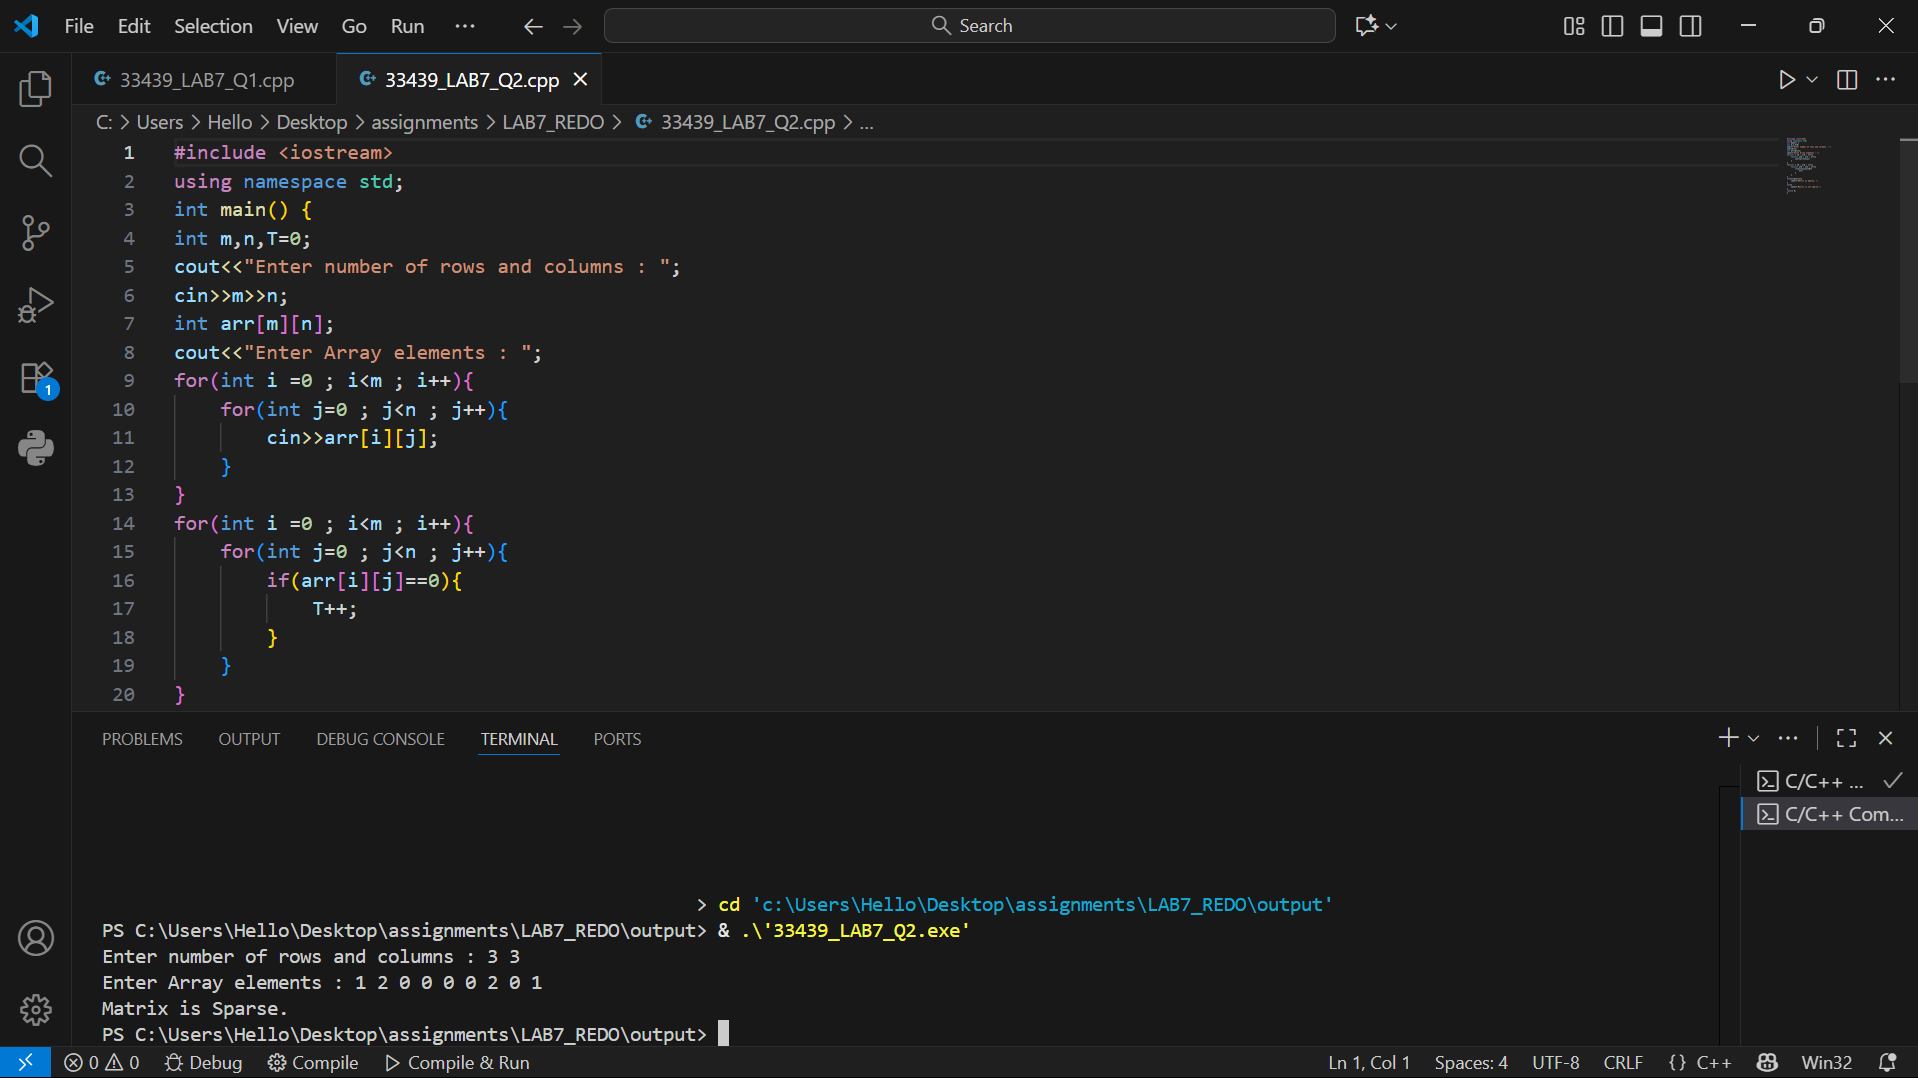 File Edit Selection View Go Run ··· Search
33439_LAB7_Q1.cpp 33439_LAB7_Q2.cpp
C: > Users > Hello > Desktop > assignments > LAB7_REDO > 33439_LAB7_Q2.cpp > ...
1 #include <iostream>
2 using namespace std;
3 int main() {
4 int m,n,T=0;
5 cout<<"Enter number of rows and columns : ";
6 cin>>m>>n;
7 int arr[m][n];
8 cout<<"Enter Array elements : ";
9 for(int i =0 ; i<m ; i++){
10     for(int j=0 ; j<n ; j++){
11         cin>>arr[i][j];
12     }
13 }
14 for(int i =0 ; i<m ; i++){
15     for(int j=0 ; j<n ; j++){
16         if(arr[i][j]==0){
17             T++;
18         }
19     }
20 }
1
PROBLEMS OUTPUT DEBUG CONSOLE TERMINAL PORTS
C/C++ ...
C/C++ Com...
> cd 'c:\Users\Hello\Desktop\assignments\LAB7_REDO\output'
PS C:\Users\Hello\Desktop\assignments\LAB7_REDO\output> & .\'33439_LAB7_Q2.exe'
Enter number of rows and columns : 3 3
Enter Array elements : 1 2 0 0 0 0 2 0 1
Matrix is Sparse.
PS C:\Users\Hello\Desktop\assignments\LAB7_REDO\output>
0 0 Debug Compile Compile & Run Ln 1, Col 1 Spaces: 4 UTF-8 CRLF {} C++ Win32